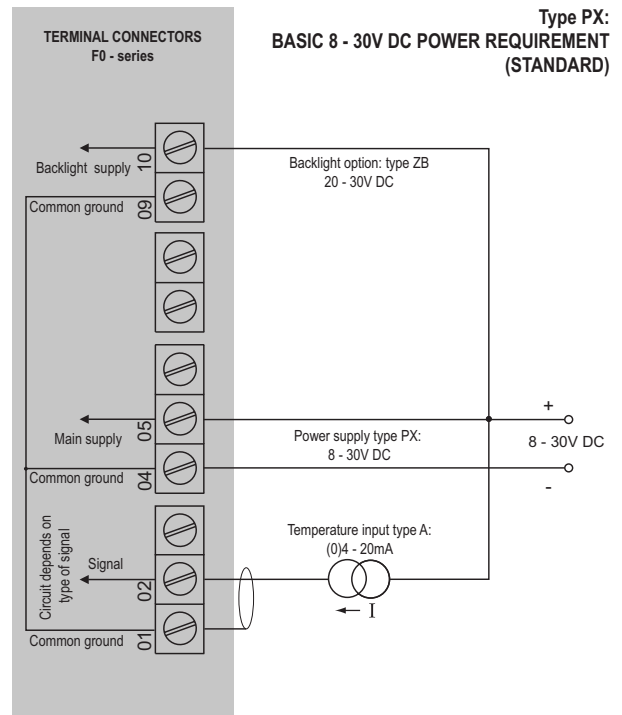 TERMINAL CONNECTORS
F0 - series
Type PX:
BASIC 8 - 30V DC POWER REQUIREMENT
(STANDARD)
Backlight supply
10
Backlight option: type ZB
20 - 30V DC
Common ground
09
Main supply
05
Power supply type PX:
8 - 30V DC
+
8 - 30V DC
-
Common ground
04
Circuit depends on
type of signal
Signal
02
Temperature input type A:
(0)4 - 20mA
I
Common ground
01